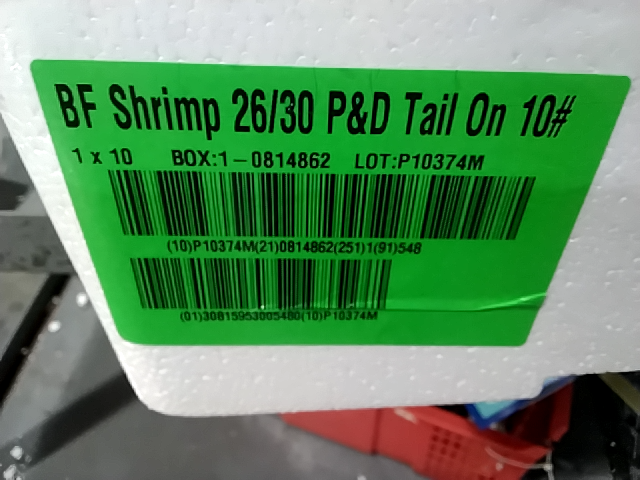 BF Shrimp 26/30 P&D Tail On 10#
1 x 10 BOX:1-0814862 LOT:P10374M
(10)P10374M(21)0814862(251)1(91)548
(01)30815953005480(10)P10374M